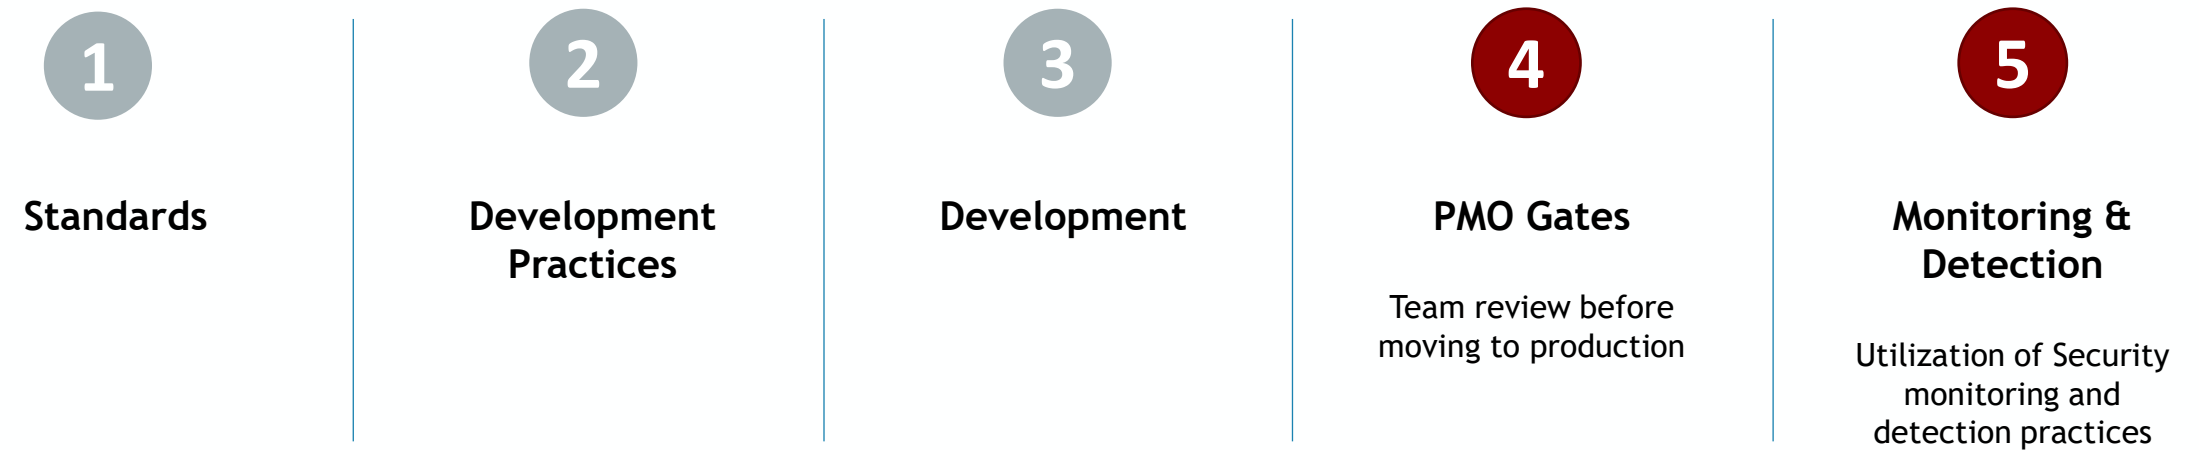 1
Standards
2
Development
Practices
3
Development
4
PMO Gates
Team review before
moving to production
5
Monitoring &
Detection
Utilization of Security
monitoring and
detection practices